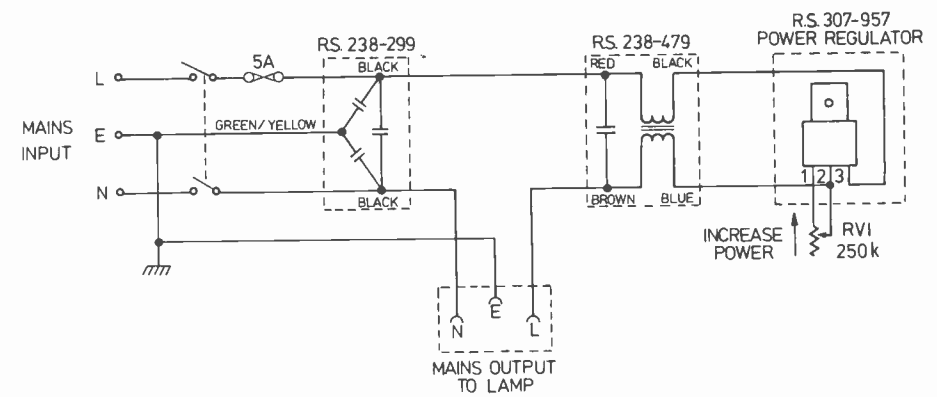 R.S. 307-957
POWER REGULATOR
R.S. 238-299
R.S. 238-479
5A
BLACK
RED
BLACK
L
MAINS
INPUT
E
GREEN/YELLOW
N
BLACK
BROWN
BLUE
1 2 3
INCREASE
POWER
RV1
250k
N
E
L
MAINS OUTPUT
TO LAMP